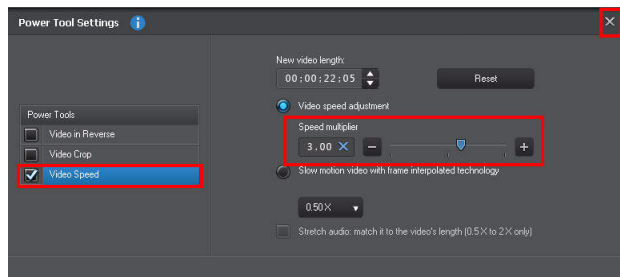 Power Tool Settings
New video length:
00:00:22:05
Reset
Video speed adjustment
Speed multiplier
3.00
Slow motion video with frame interpolated technology
0.50X
Stretch audio: match it to the video's length (0.5X to 2X only)
Power Tools
Video in Reverse
Video Crop
Video Speed